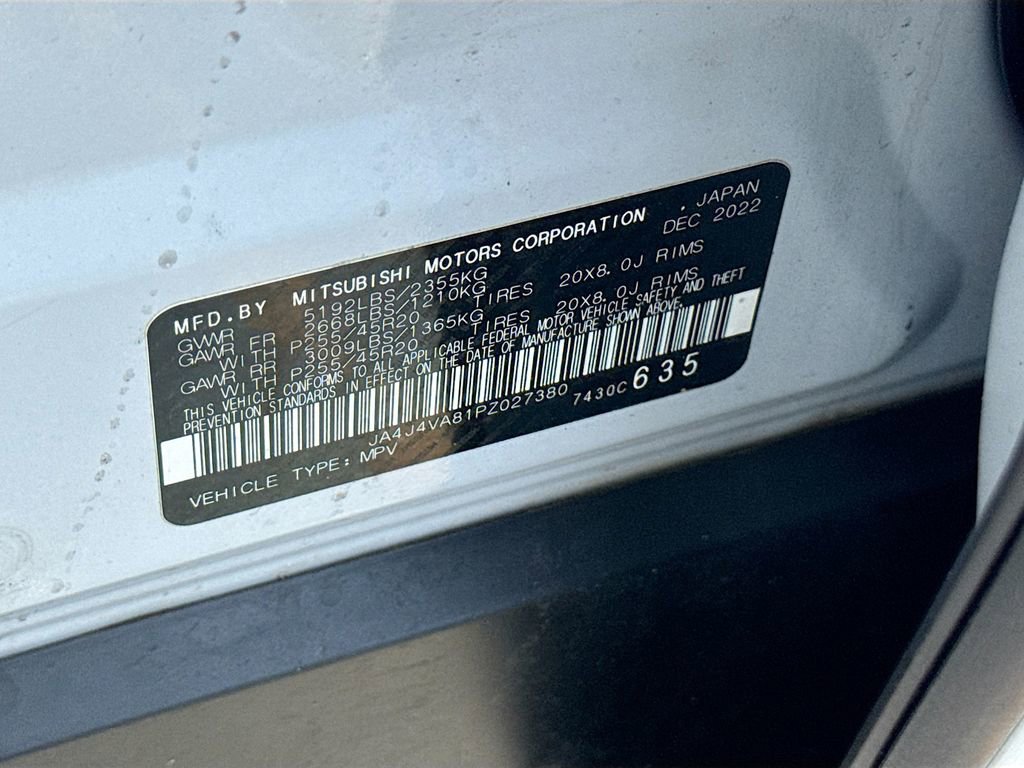 MFD.BY MITSUBISHI MOTORS CORPORATION . JAPAN
DEC 2022
GVWR 5192LBS/2355KG
GAWR FR 2668LBS/1210KG
WITH P255/45R20 TIRES 20X8.0J RIMS
GAWR RR 3009LBS/1365KG
WITH P255/45R20 TIRES 20X8.0J RIMS
THIS VEHICLE CONFORMS TO ALL APPLICABLE FEDERAL MOTOR VEHICLE SAFETY AND THEFT
PREVENTION STANDARDS IN EFFECT ON THE DATE OF MANUFACTURE SHOWN ABOVE.
JA4J4VA81PZ027380 7430C 635
VEHICLE TYPE: MPV